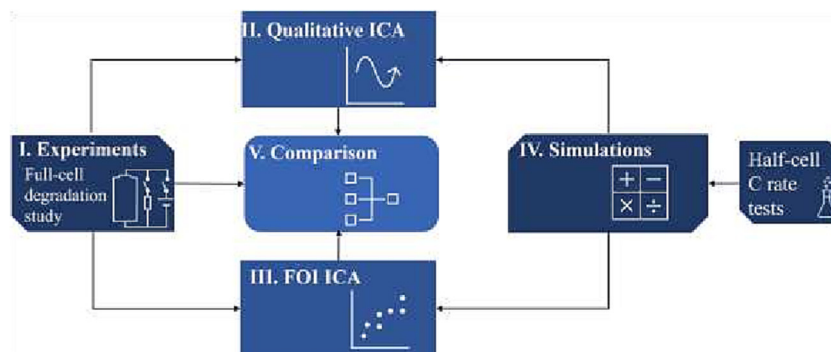 II. Qualitative ICA
I. Experiments
Full-cell
degradation
study
V. Comparison
IV. Simulations
Half-cell
C rate
tests
III. FOI ICA